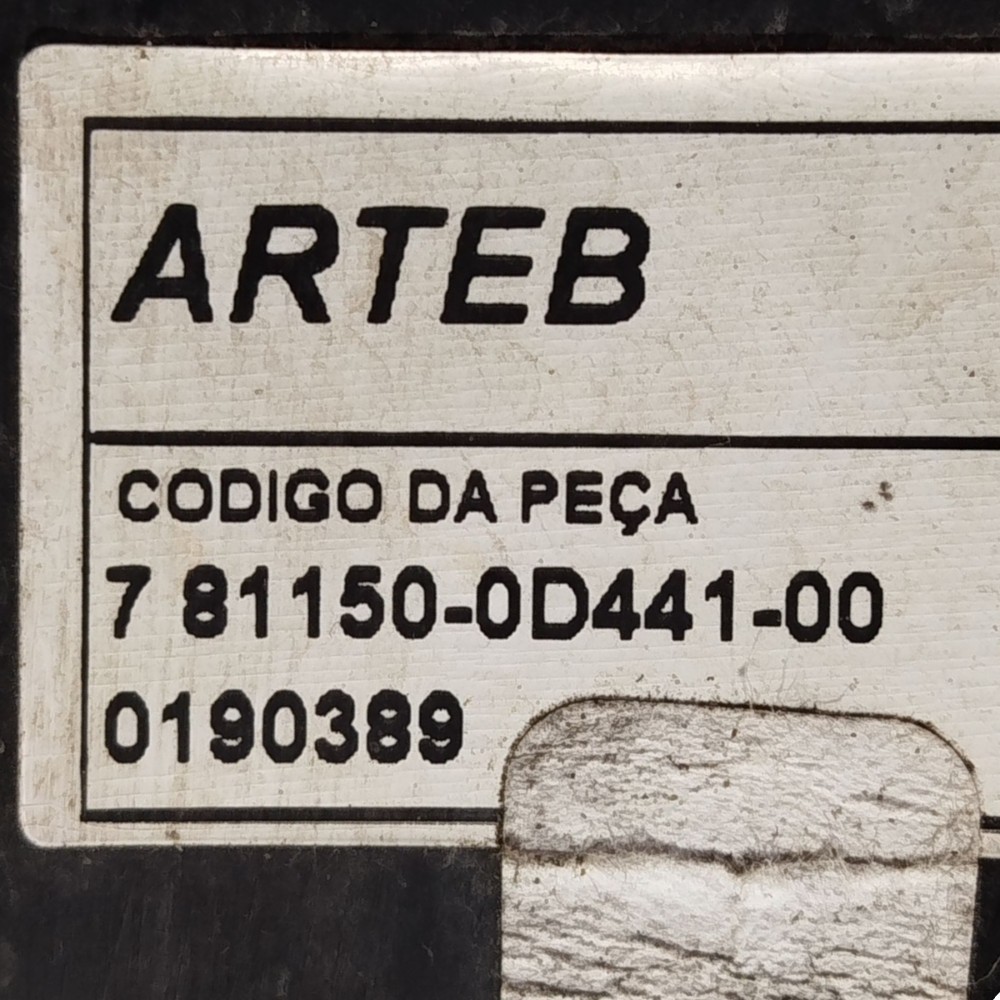 ARTEB
CODIGO DA PEÇA
7 81150-0D441-00
0190389